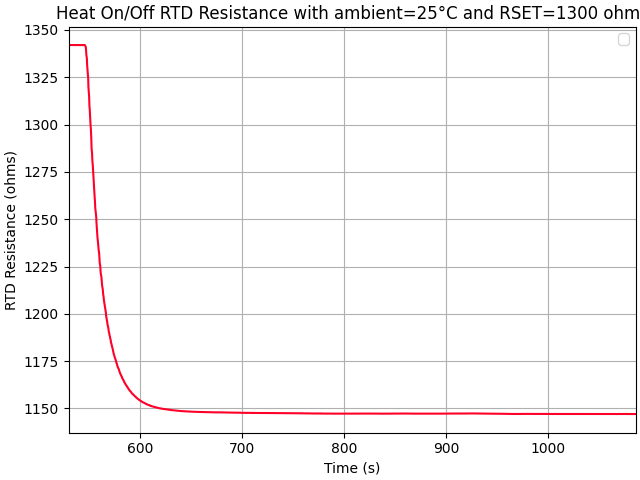 Heat On/Off RTD Resistance with ambient=25°C and RSET=1300 ohm
RTD Resistance (ohms)
1350
1325
1300
1275
1250
1225
1200
1175
1150
600 700 800 900 1000
Time (s)